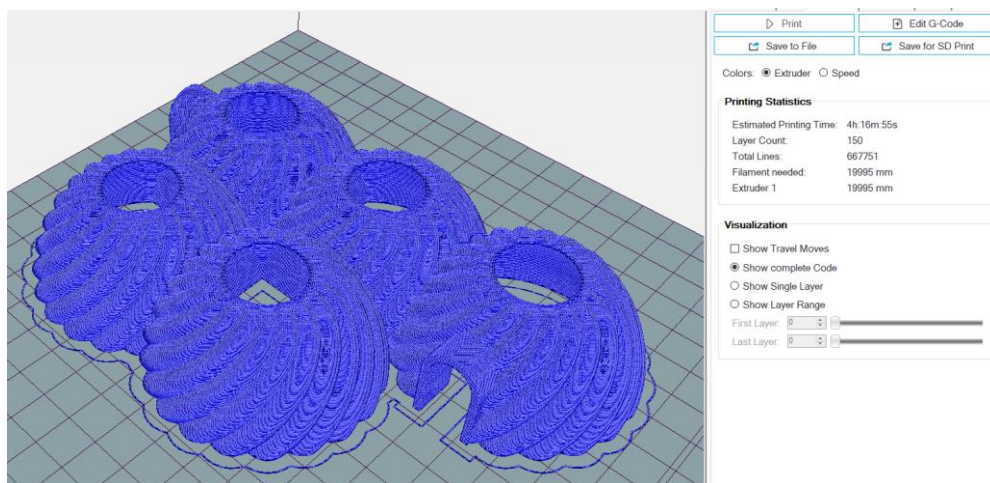 Print
Edit G-Code
Save to File
Save for SD Print
Colors: Extruder Speed
Printing Statistics
Estimated Printing Time: 4h:16m:55s
Layer Count: 150
Total Lines: 667751
Filament needed: 19995 mm
Extruder 1 19995 mm
Visualization
Show Travel Moves
Show complete Code
Show Single Layer
Show Layer Range
First Layer: 0
Last Layer: 0